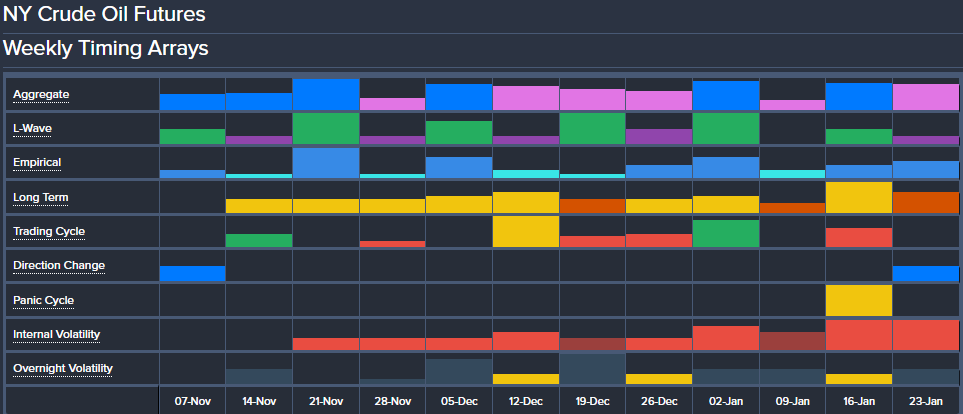 NY Crude Oil Futures
Weekly Timing Arrays
Aggregate
L-Wave
Empirical
Long Term
Trading Cycle
Direction Change
Panic Cycle
Internal Volatility
Overnight Volatility
07-Nov 14-Nov 21-Nov 28-Nov 05-Dec 12-Dec 19-Dec 26-Dec 02-Jan 09-Jan 16-Jan 23-Jan